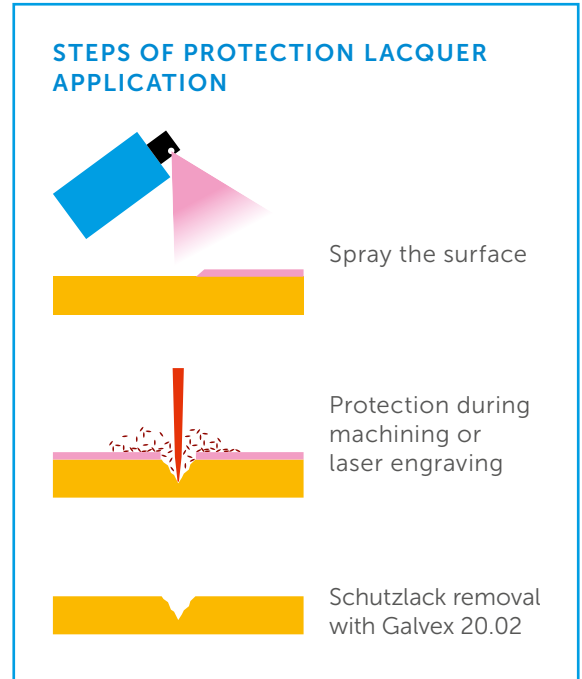 STEPS OF PROTECTION LACQUER
APPLICATION
Spray the surface
Protection during
machining or
laser engraving
Schutzlack removal
with Galvex 20.02